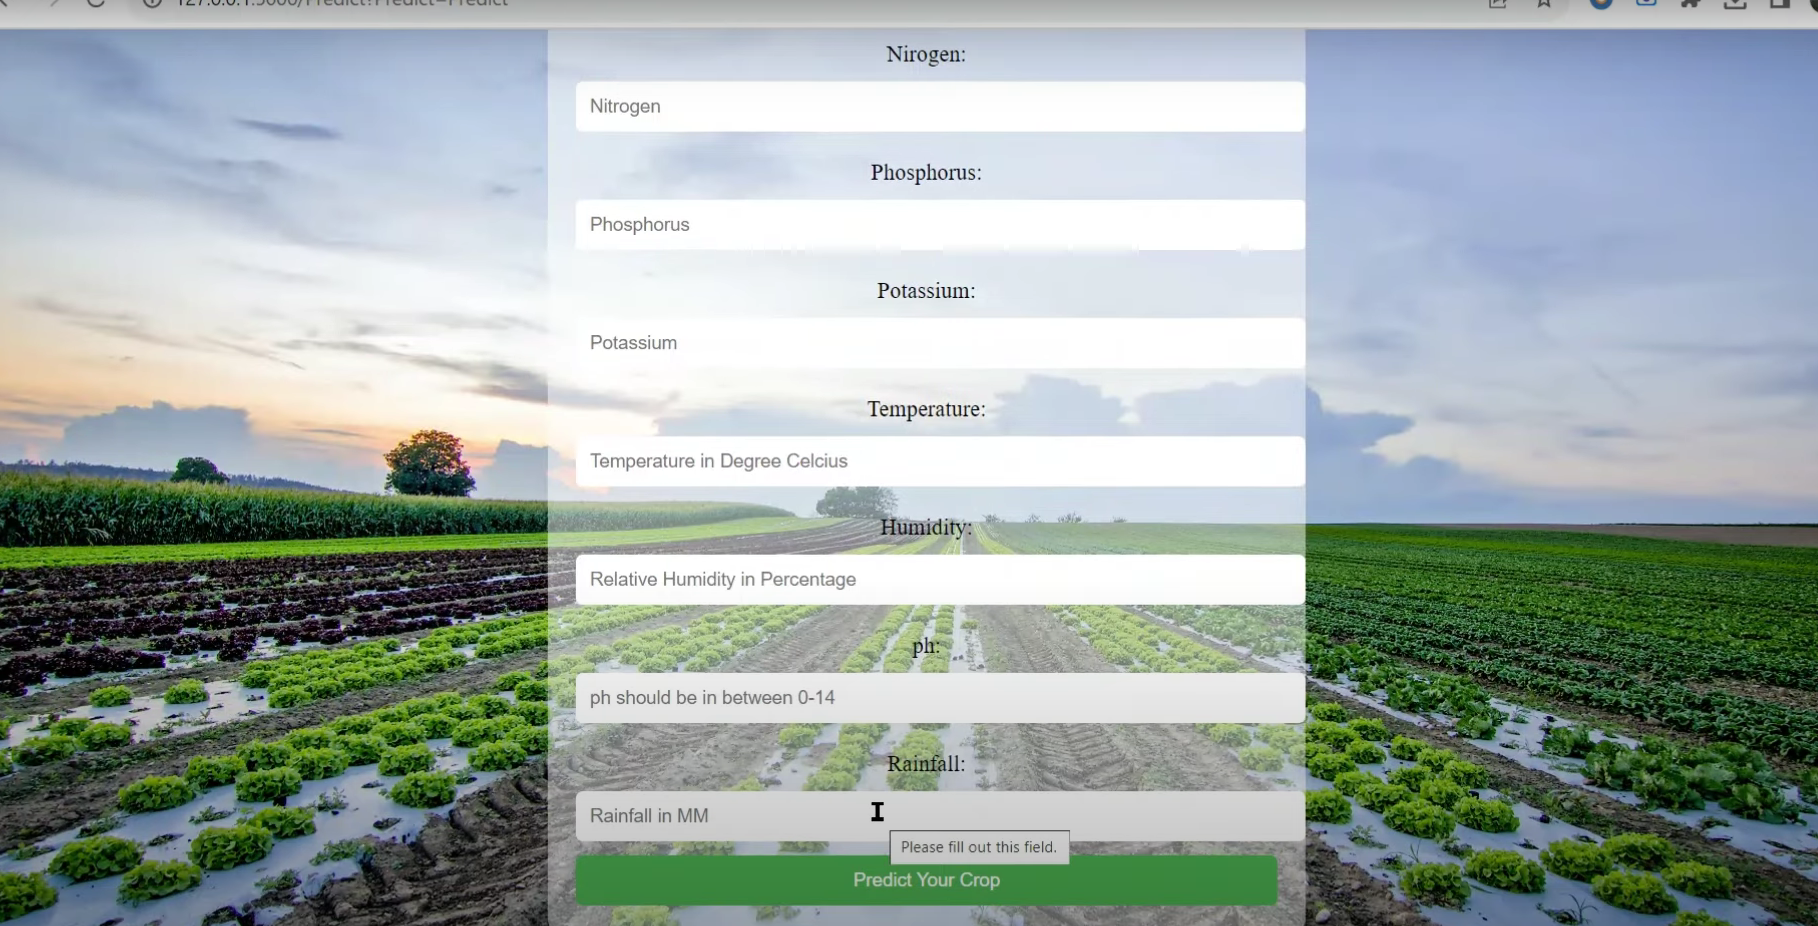 127.0.0.1:5000/Predict?Predict=Predict
Nirogen:
Nitrogen
Phosphorus:
Phosphorus
Potassium:
Potassium
Temperature:
Temperature in Degree Celcius
Humidity:
Relative Humidity in Percentage
ph:
ph should be in between 0-14
Rainfall:
Rainfall in MM
Please fill out this field.
Predict Your Crop